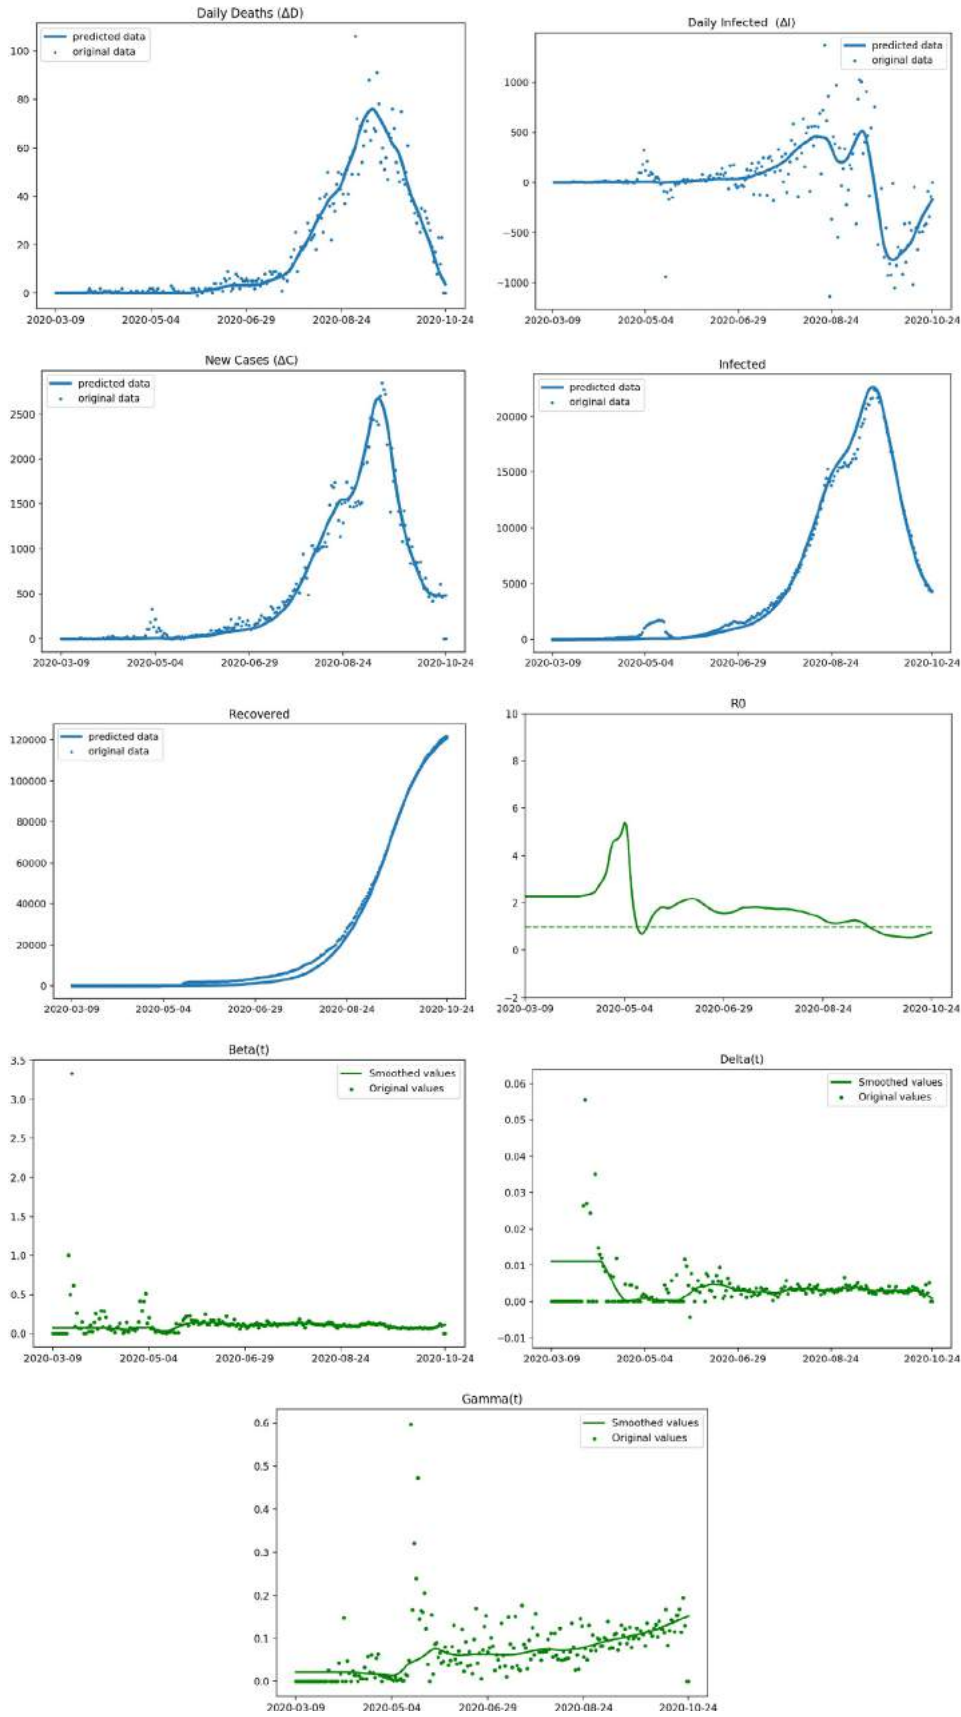 Daily Deaths (ΔD)
predicted data
original data
100
80
60
40
20
0
2020-03-09 2020-05-04 2020-06-29 2020-08-24 2020-10-24
Daily Infected (ΔI)
predicted data
original data
1000
500
0
−500
−1000
2020-03-09 2020-05-04 2020-06-29 2020-08-24 2020-10-24
New Cases (ΔC)
predicted data
original data
2500
2000
1500
1000
500
0
2020-03-09 2020-05-04 2020-06-29 2020-08-24 2020-10-24
Infected
predicted data
original data
20000
15000
10000
5000
0
2020-03-09 2020-05-04 2020-06-29 2020-08-24 2020-10-24
Recovered
predicted data
original data
120000
100000
80000
60000
40000
20000
0
2020-03-09 2020-05-04 2020-06-29 2020-08-24 2020-10-24
R0
10
8
6
4
2
0
−2
2020-03-09 2020-05-04 2020-06-29 2020-08-24 2020-10-24
Beta(t)
Smoothed values
Original values
3.5
3.0
2.5
2.0
1.5
1.0
0.5
0.0
2020-03-09 2020-05-04 2020-06-29 2020-08-24 2020-10-24
Delta(t)
Smoothed values
Original values
0.06
0.05
0.04
0.03
0.02
0.01
0.00
−0.01
2020-03-09 2020-05-04 2020-06-29 2020-08-24 2020-10-24
Gamma(t)
Smoothed values
Original values
0.6
0.5
0.4
0.3
0.2
0.1
0.0
2020-03-09 2020-05-04 2020-06-29 2020-08-24 2020-10-24